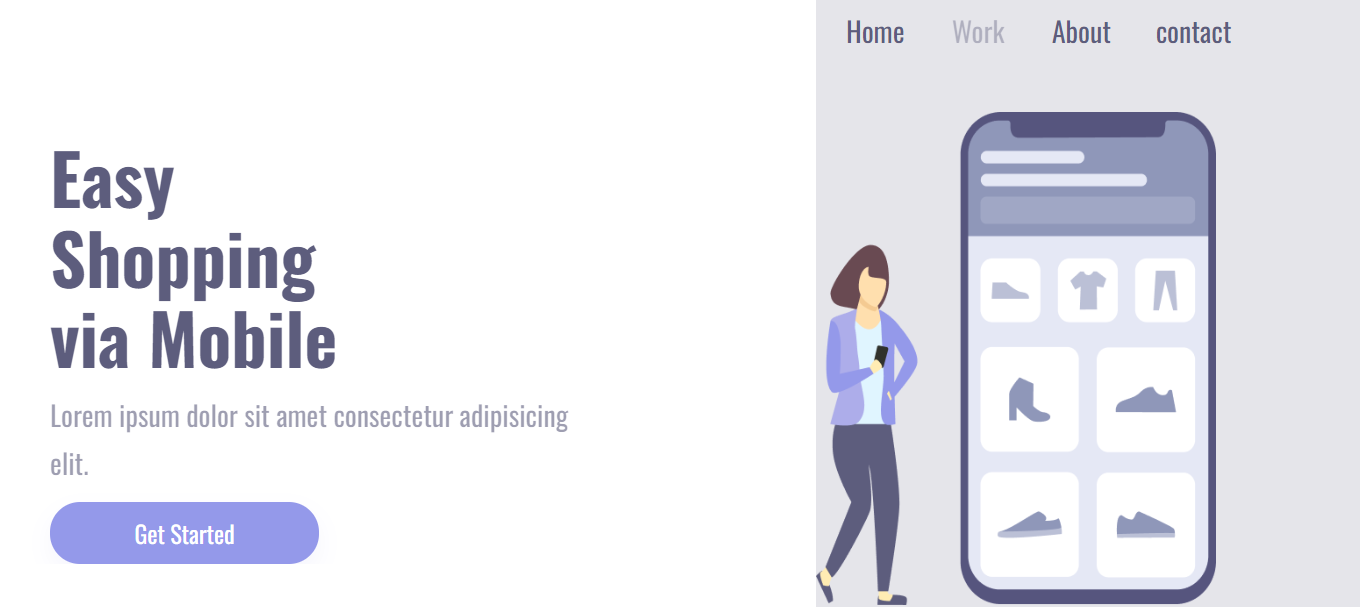 Home Work About contact
Easy
Shopping
via Mobile
Lorem ipsum dolor sit amet consectetur adipisicing
elit.
Get Started